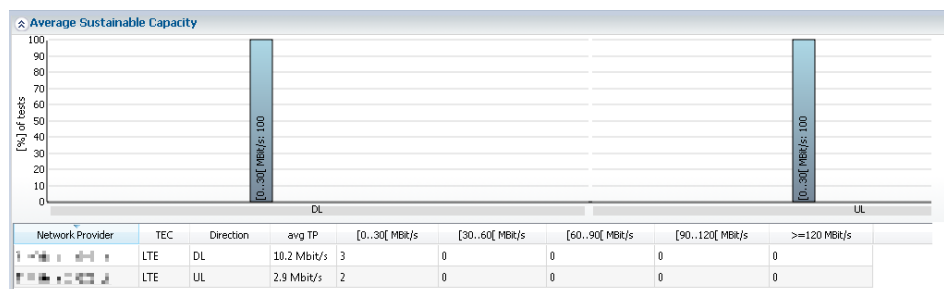 Average Sustainable Capacity
100
90
80
70
60
50
40
30
20
10
0
[%] of tests
[0..30[ MBit/s: 100
[0..30[ MBit/s: 100
DL
UL
Network Provider TEC Direction avg TP [0..30[ MBit/s [30..60[ MBit/s [60..90[ MBit/s [90..120[ MBit/s >=120 MBit/s
LTE DL 10.2 Mbit/s 3 0 0 0 0
LTE UL 2.9 Mbit/s 2 0 0 0 0